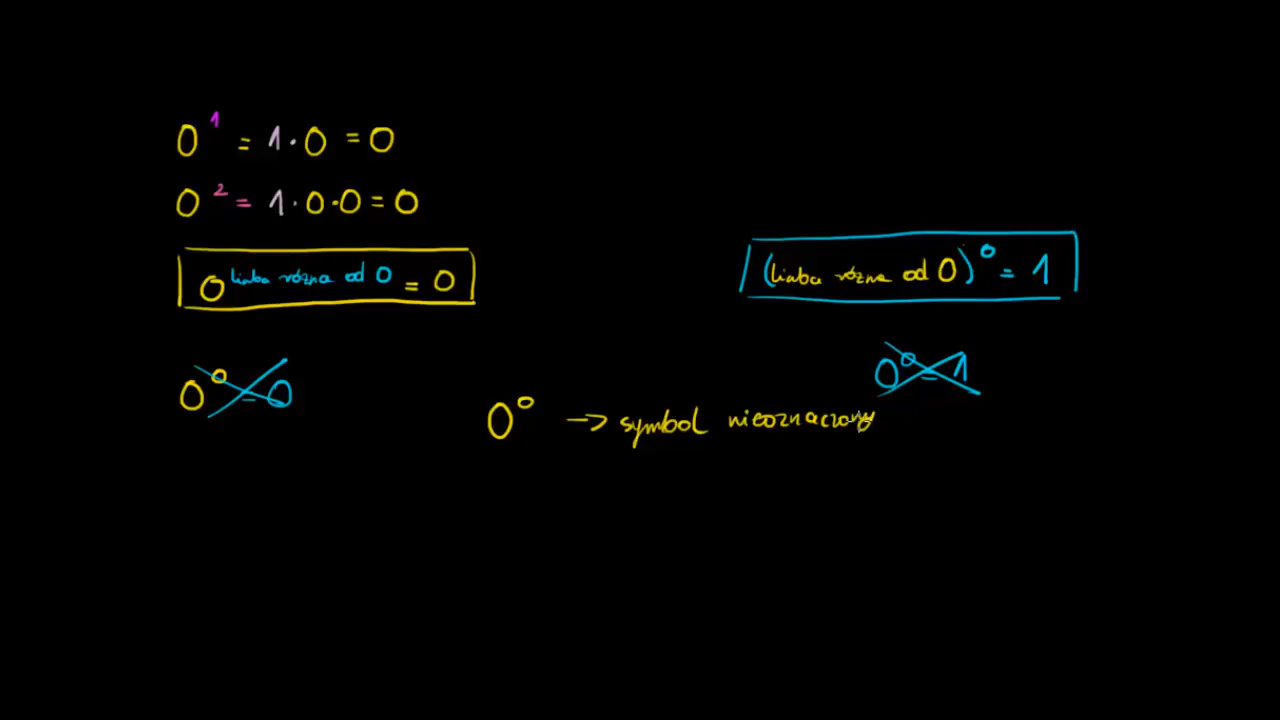 0¹ = 1·0 = 0
0² = 1·0·0 = 0
0^liczba różna od 0 = 0
(liczba różna od 0)⁰ = 1
0⁰ = 0
0⁰ = 1
0⁰ → symbol nieoznaczony